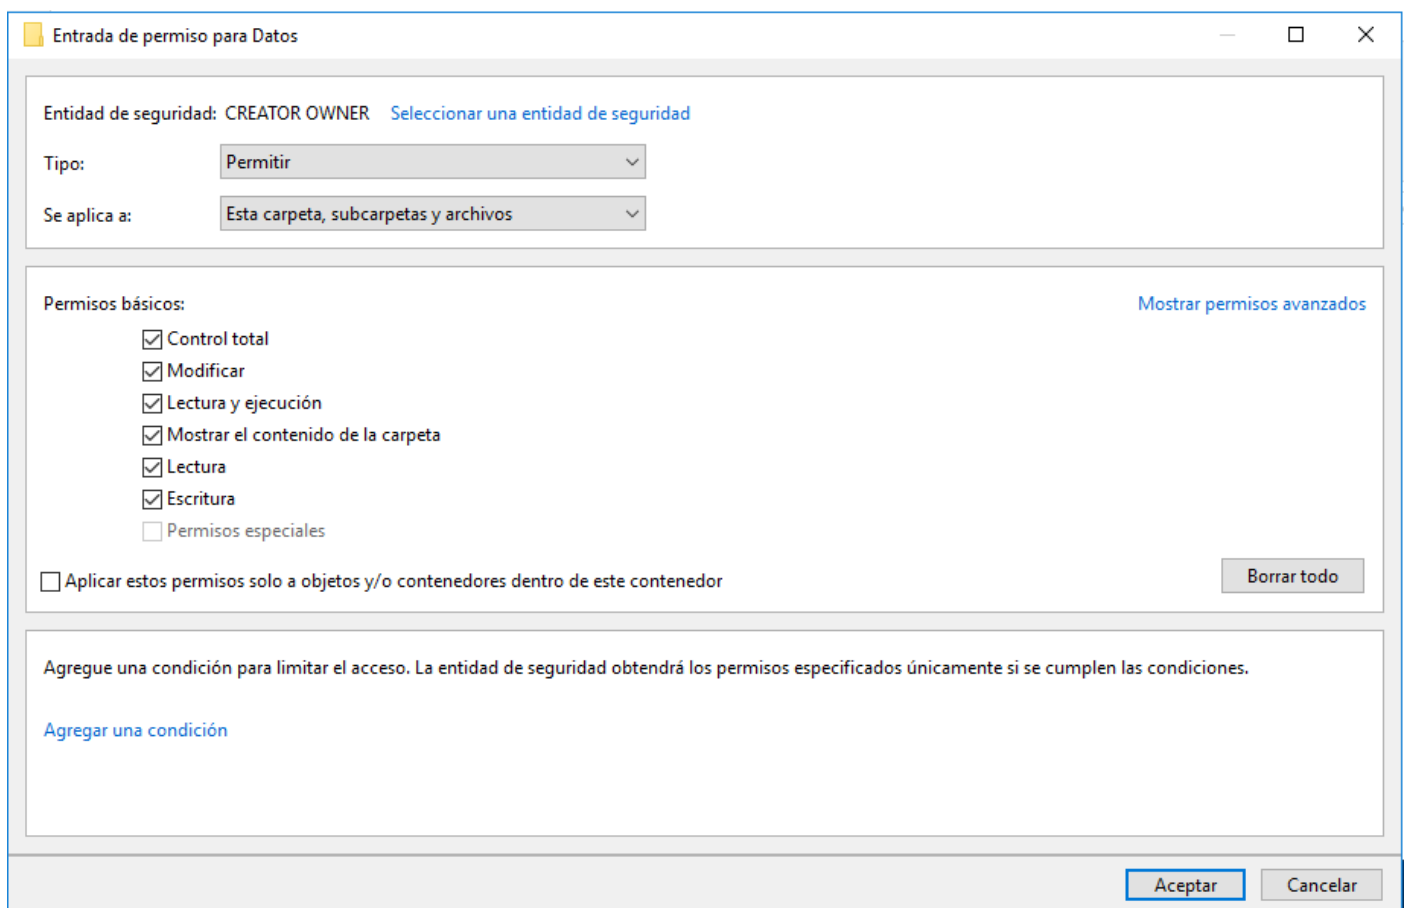 Entrada de permiso para Datos
Entidad de seguridad: CREATOR OWNER Seleccionar una entidad de seguridad
Tipo: Permitir
Se aplica a: Esta carpeta, subcarpetas y archivos
Permisos básicos: Mostrar permisos avanzados
Control total
Modificar
Lectura y ejecución
Mostrar el contenido de la carpeta
Lectura
Escritura
Permisos especiales
Aplicar estos permisos solo a objetos y/o contenedores dentro de este contenedor Borrar todo
Agregue una condición para limitar el acceso. La entidad de seguridad obtendrá los permisos especificados únicamente si se cumplen las condiciones.
Agregar una condición
Aceptar Cancelar